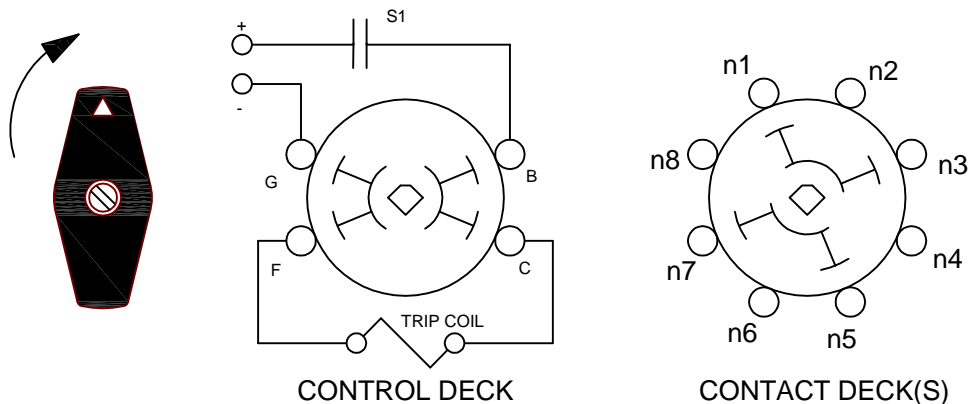 S1
+
-
G
B
F
C
TRIP COIL
CONTROL DECK
n1
n2
n8
n3
n7
n4
n6
n5
CONTACT DECK(S)